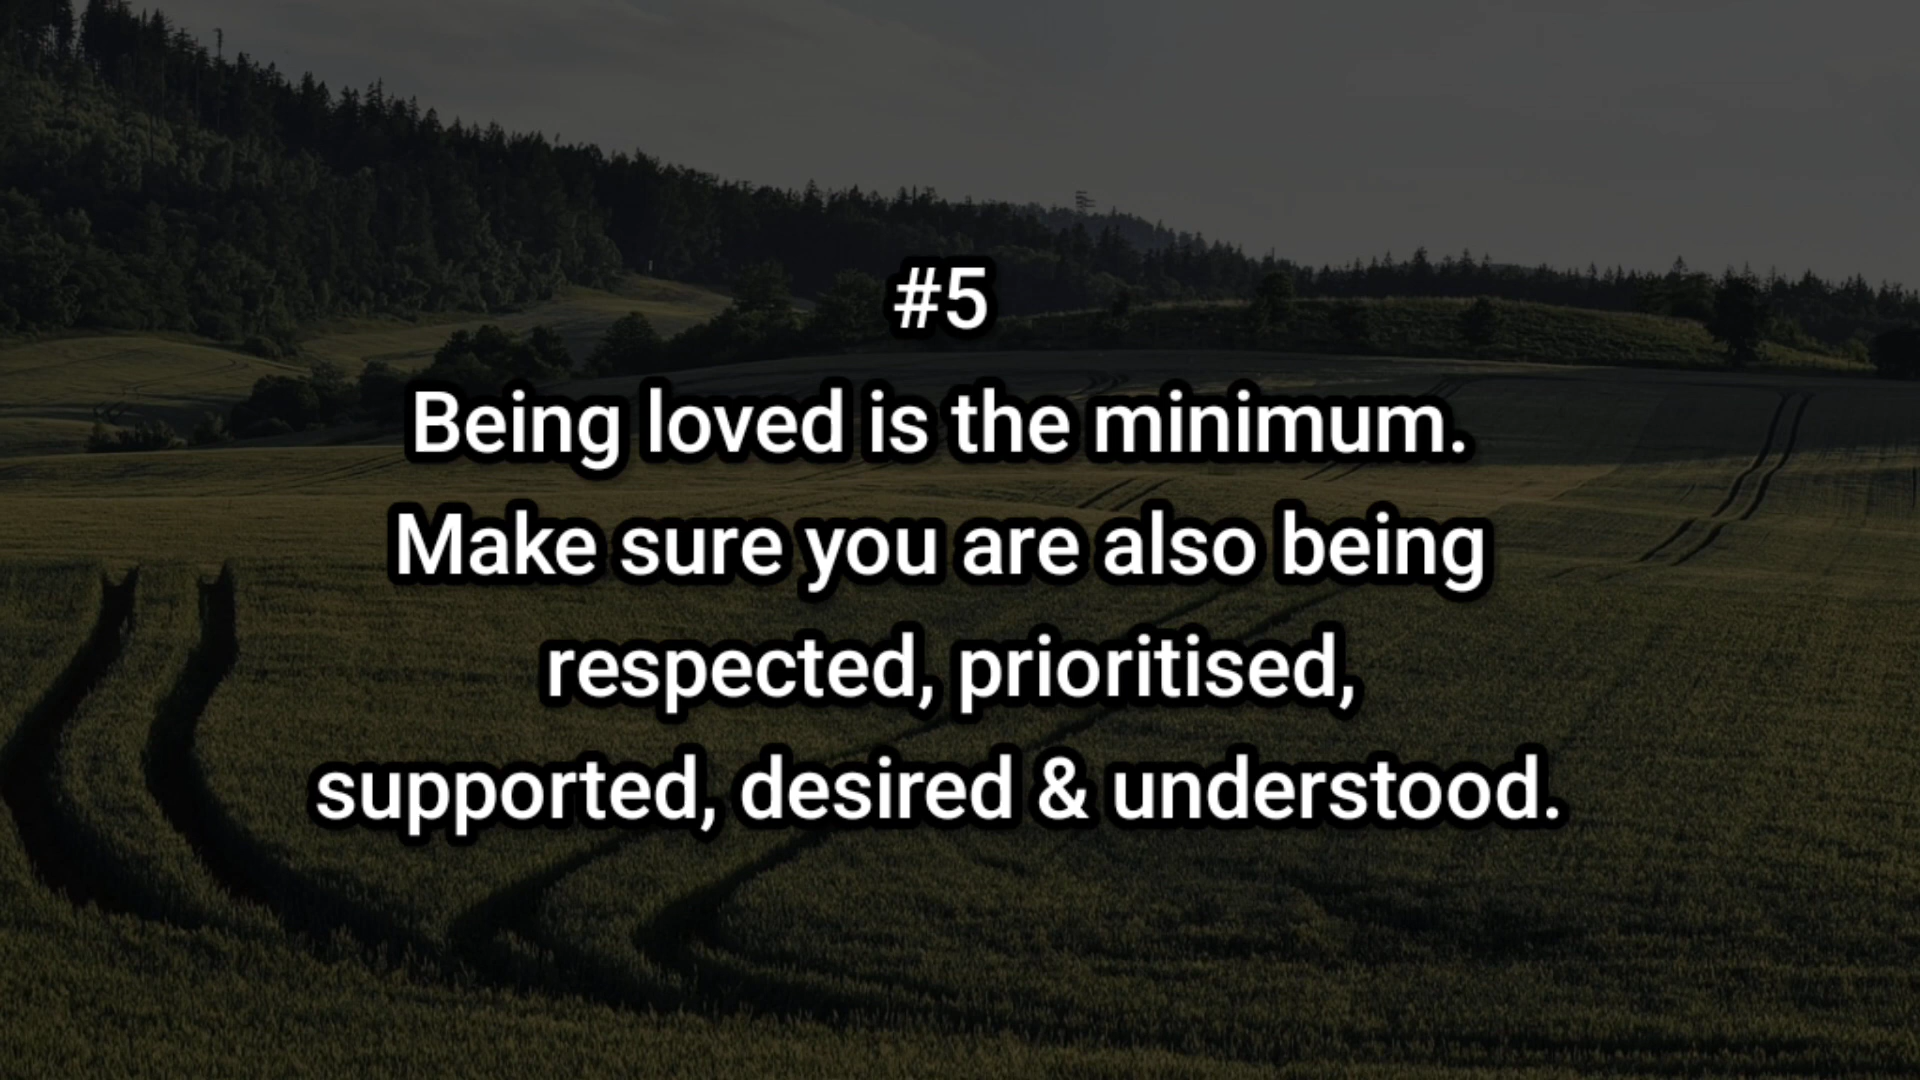 #5
Being loved is the minimum.
Make sure you are also being
respected, prioritised,
supported, desired & understood.